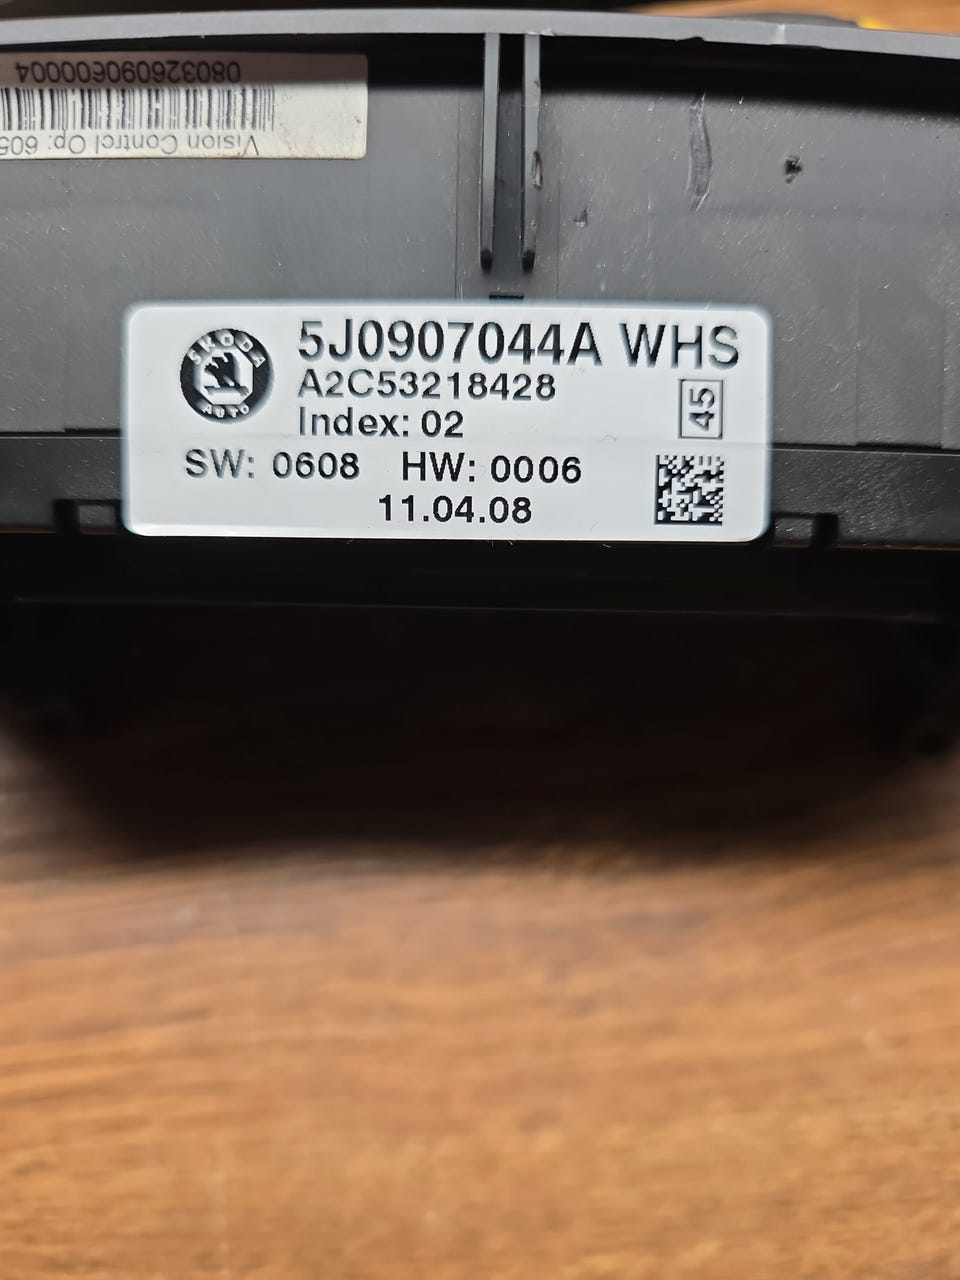 080326090600004
Vision Control Op: 605
ŠKODA
AUTO
5J0907044A WHS
A2C53218428
45
Index: 02
SW: 0608 HW: 0006
11.04.08